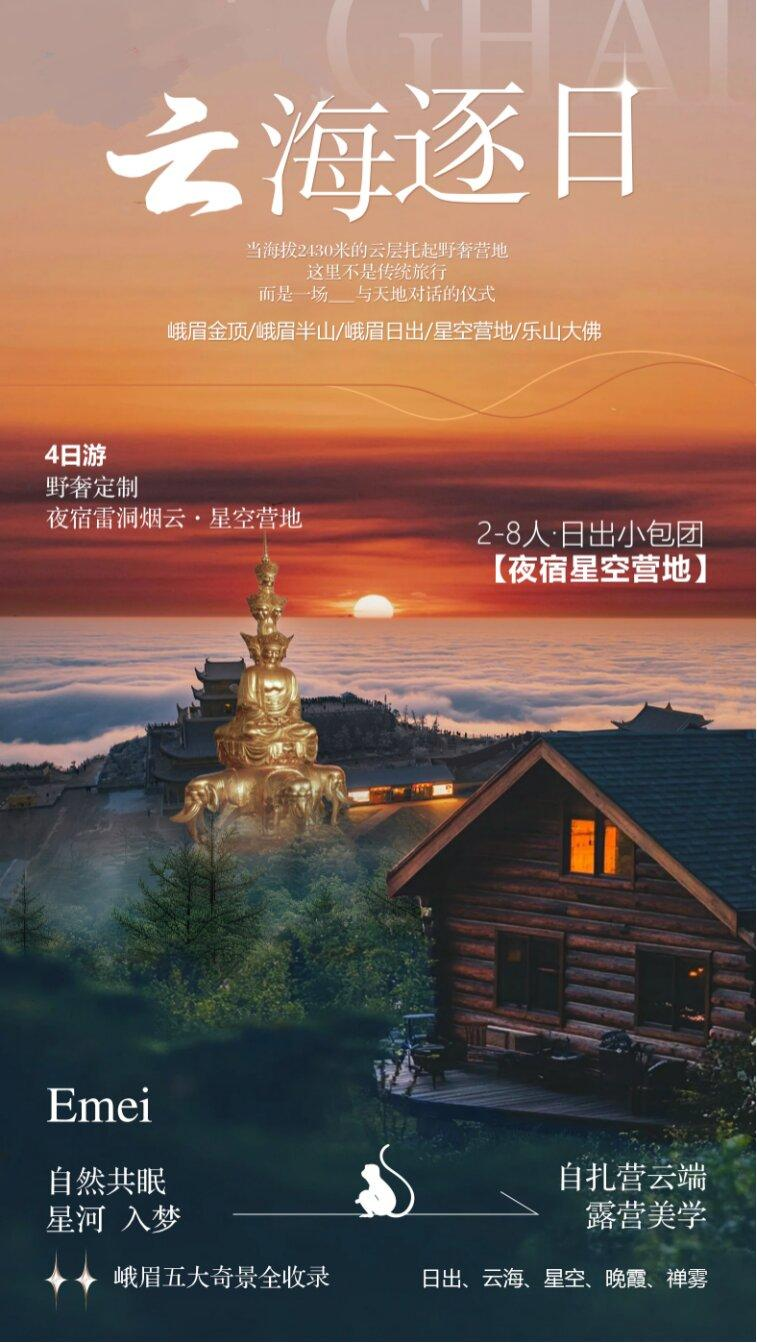 GHAI
云海逐日
当海拔2430米的云层托起野奢营地
这里不是传统旅行
而是一场___与天地对话的仪式
峨眉金顶/峨眉半山/峨眉日出/星空营地/乐山大佛
4日游
野奢定制
夜宿雷洞烟云·星空营地
2-8人·日出小包团
【夜宿星空营地】
Emei
自然共眠
星河 入梦
自扎营云端
露营美学
峨眉五大奇景全收录
日出、云海、星空、晚霞、禅雾